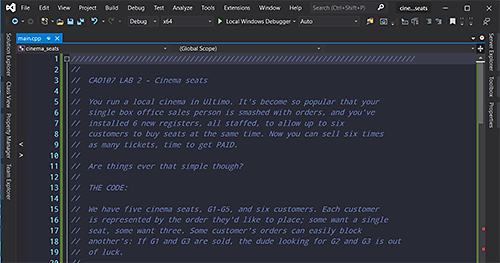 File Edit View Project Build Debug Test Analyze Tools Extensions Window Help Search (Ctrl+Q) cine...seats
Debug x64 Local Windows Debugger Auto
main.cpp
cinema_seats (Global Scope)
Solution Explorer
Class View
Property Manager
Team Explorer
Server Explorer
Toolbox
Properties
1 ////////////////////////////////////////////////////////////////////////////////
2 //
3 // CAO107 LAB 2 - Cinema seats
4 //
5 // You run a local cinema in Ultimo. It's become so popular that your
6 // single box office sales person is smashed with orders, and you've
7 // installed 6 new registers, all staffed, to allow up to six
8 // customers to buy seats at the same time. Now you can sell six times
9 // as many tickets, time to get PAID.
10 //
11 // Are things ever that simple though?
12 //
13 // THE CODE:
14 //
15 // We have five cinema seats, G1-G5, and six customers. Each customer
16 // is represented by the order they'd like to place; some want a single
17 // seat, some want three. Some customer's orders can easily block
18 // another's: If G1 and G3 are sold, the dude looking for G2 and G3 is out
19 // of luck.
20 //